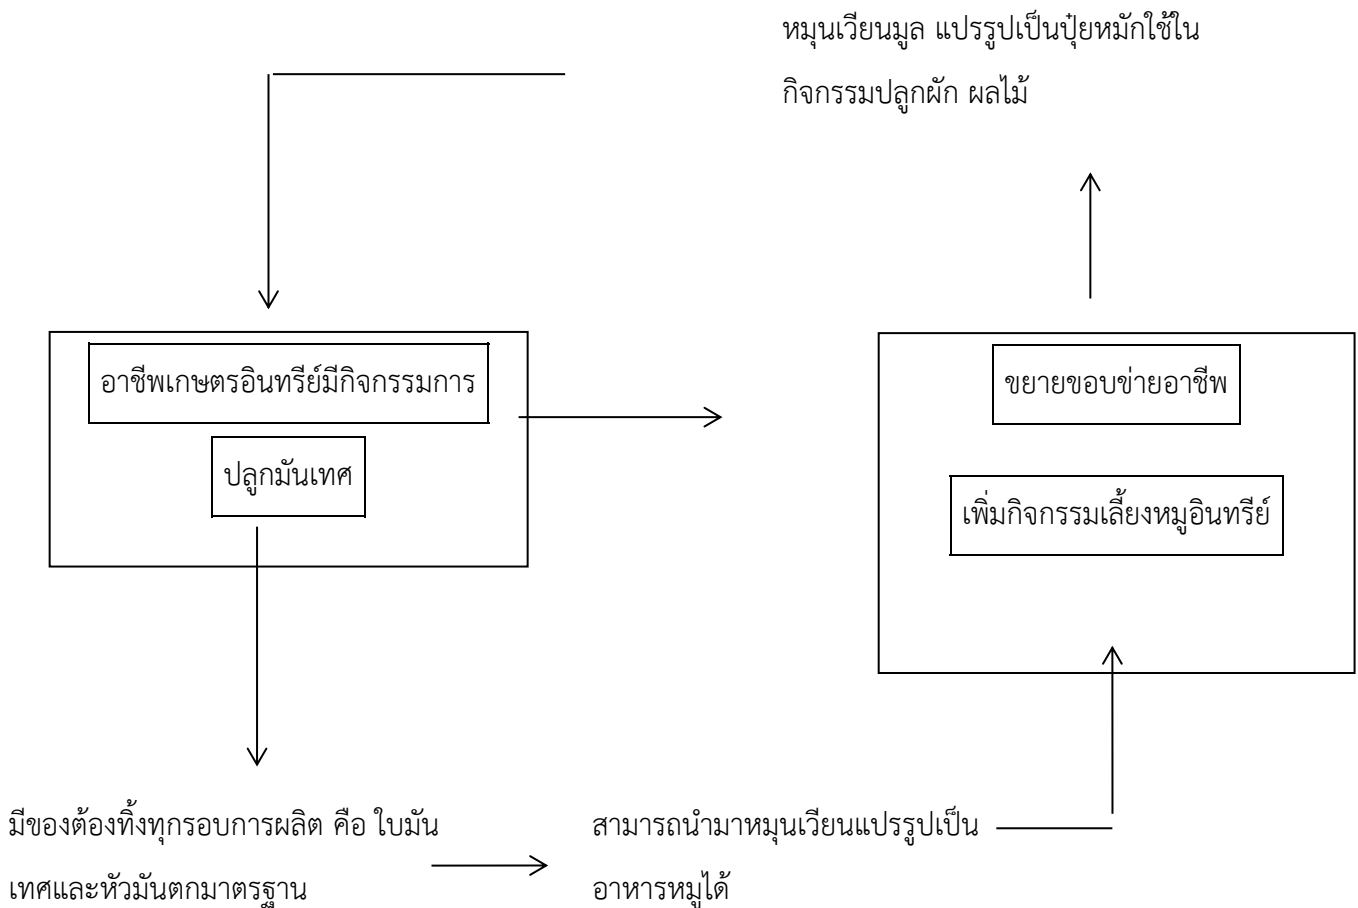 หมุนเวียนมูล แปรรูปเป็นปุ๋ยหมักใช้ใน
กิจกรรมปลูกผัก ผลไม้
อาชีพเกษตรอินทรีย์มีกิจกรรมการ
ปลูกมันเทศ
ขยายขอบข่ายอาชีพ
เพิ่มกิจกรรมเลี้ยงหมูอินทรีย์
มีของต้องทิ้งทุกรอบการผลิต คือ ใบมัน
เทศและหัวมันตกมาตรฐาน
สามารถนำมาหมุนเวียนแปรรูปเป็น
อาหารหมูได้